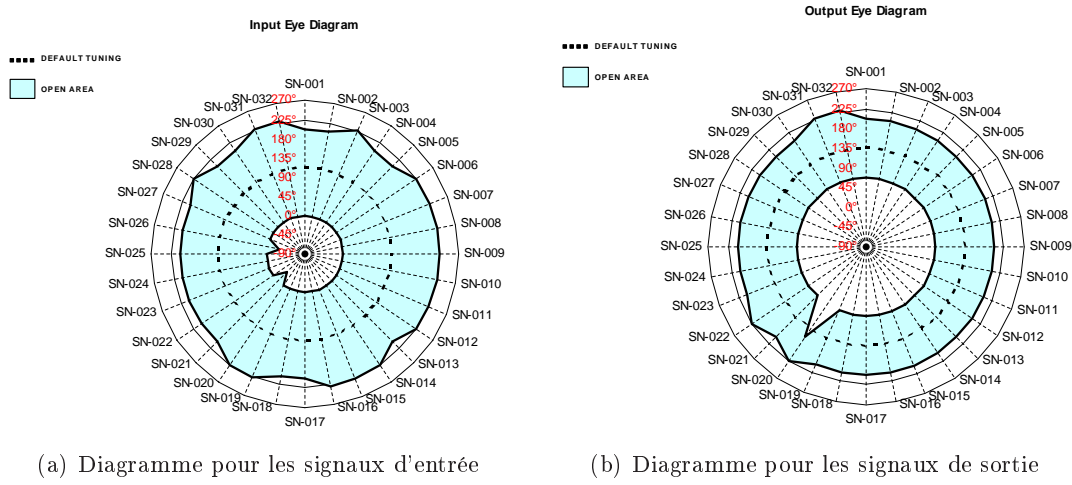 Input Eye Diagram
DEFAULT TUNING
OPEN AREA
SN-001
SN-002
SN-003
SN-004
SN-005
SN-006
SN-007
SN-008
SN-009
SN-010
SN-011
SN-012
SN-013
SN-014
SN-015
SN-016
SN-017
SN-018
SN-019
SN-020
SN-021
SN-022
SN-023
SN-024
SN-025
SN-026
SN-027
SN-028
SN-029
SN-030
SN-031
SN-032
270°
225°
180°
135°
90°
45°
0°
-45°
-90°
(a) Diagramme pour les signaux d'entrée
Output Eye Diagram
DEFAULT TUNING
OPEN AREA
SN-001
SN-002
SN-003
SN-004
SN-005
SN-006
SN-007
SN-008
SN-009
SN-010
SN-011
SN-012
SN-013
SN-014
SN-015
SN-016
SN-017
SN-018
SN-019
SN-020
SN-021
SN-022
SN-023
SN-024
SN-025
SN-026
SN-027
SN-028
SN-029
SN-030
SN-031
SN-032
270°
225°
180°
135°
90°
45°
0°
-45°
-90°
(b) Diagramme pour les signaux de sortie